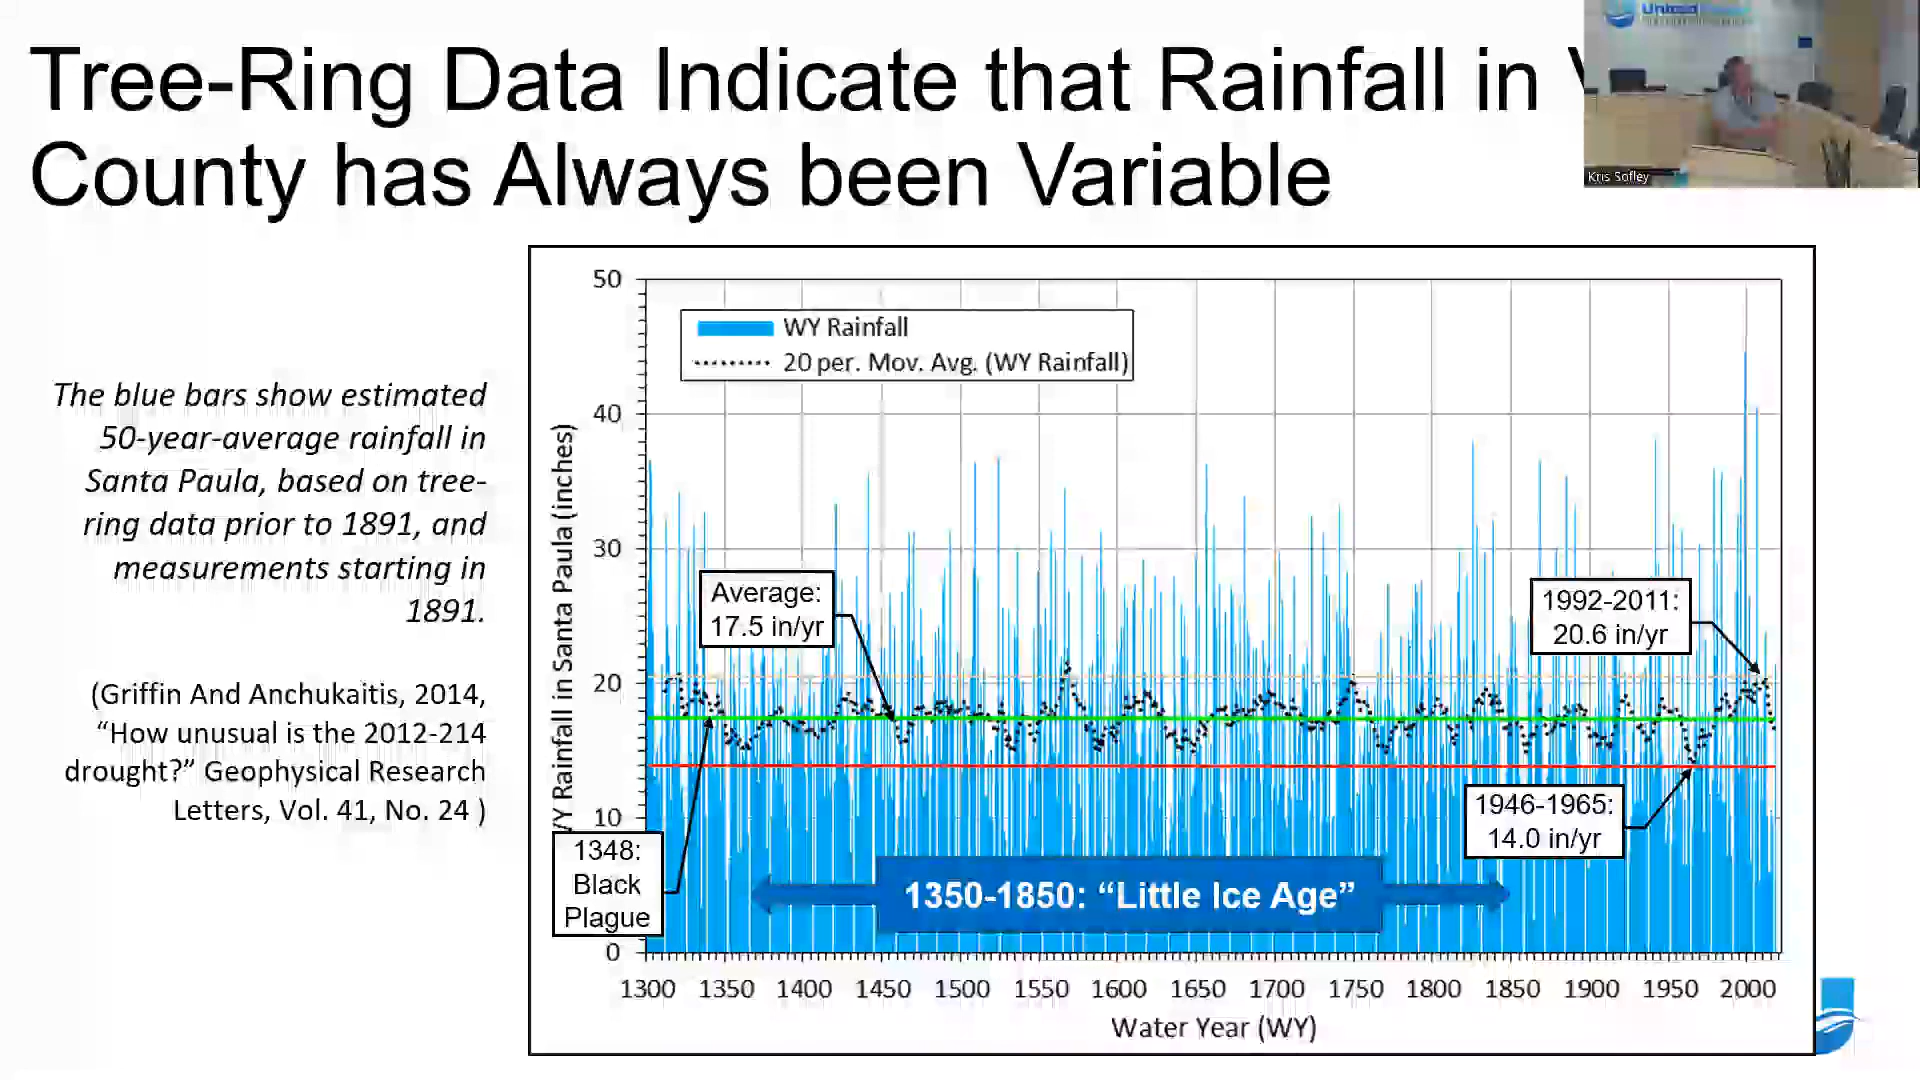 Tree-Ring Data Indicate that Rainfall in
County has Always been Variable
United
Kris Sofley
The blue bars show estimated
50-year-average rainfall in
Santa Paula, based on tree-
ring data prior to 1891, and
measurements starting in
1891.
(Griffin And Anchukaitis, 2014,
“How unusual is the 2012-214
drought?” Geophysical Research
Letters, Vol. 41, No. 24 )
WY Rainfall
20 per. Mov. Avg. (WY Rainfall)
WY Rainfall in Santa Paula (inches)
50
40
30
20
10
0
Average:
17.5 in/yr
1992-2011:
20.6 in/yr
1946-1965:
14.0 in/yr
1348:
Black
Plague
1350-1850: “Little Ice Age”
1300 1350 1400 1450 1500 1550 1600 1650 1700 1750 1800 1850 1900 1950 2000
Water Year (WY)